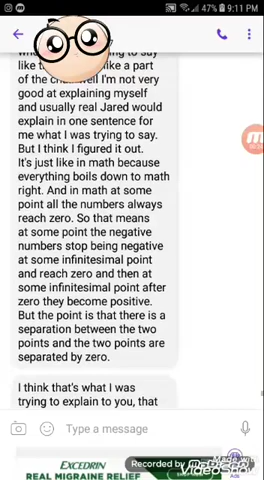 47% 9:11 PM
like
like a part
of the
well I'm not very
good at explaining myself
and usually real Jared would
explain in one sentence for
me what I was trying to say.
But I think I figured it out.
It's just like in math because
everything boils down to math
right. And in math at some
point all the numbers always
reach zero. So that means
at some point the negative
numbers stop being negative
at some infinitesimal point
and reach zero and then at
some infinitesimal point after
zero they become positive.
But the point is that there is a
separation between the two
points and the two points are
separated by zero.
I think that's what I was
trying to explain to you, that
Type a message
EXCEDRIN
REAL MIGRAINE RELIEF
Recorded by
Ads